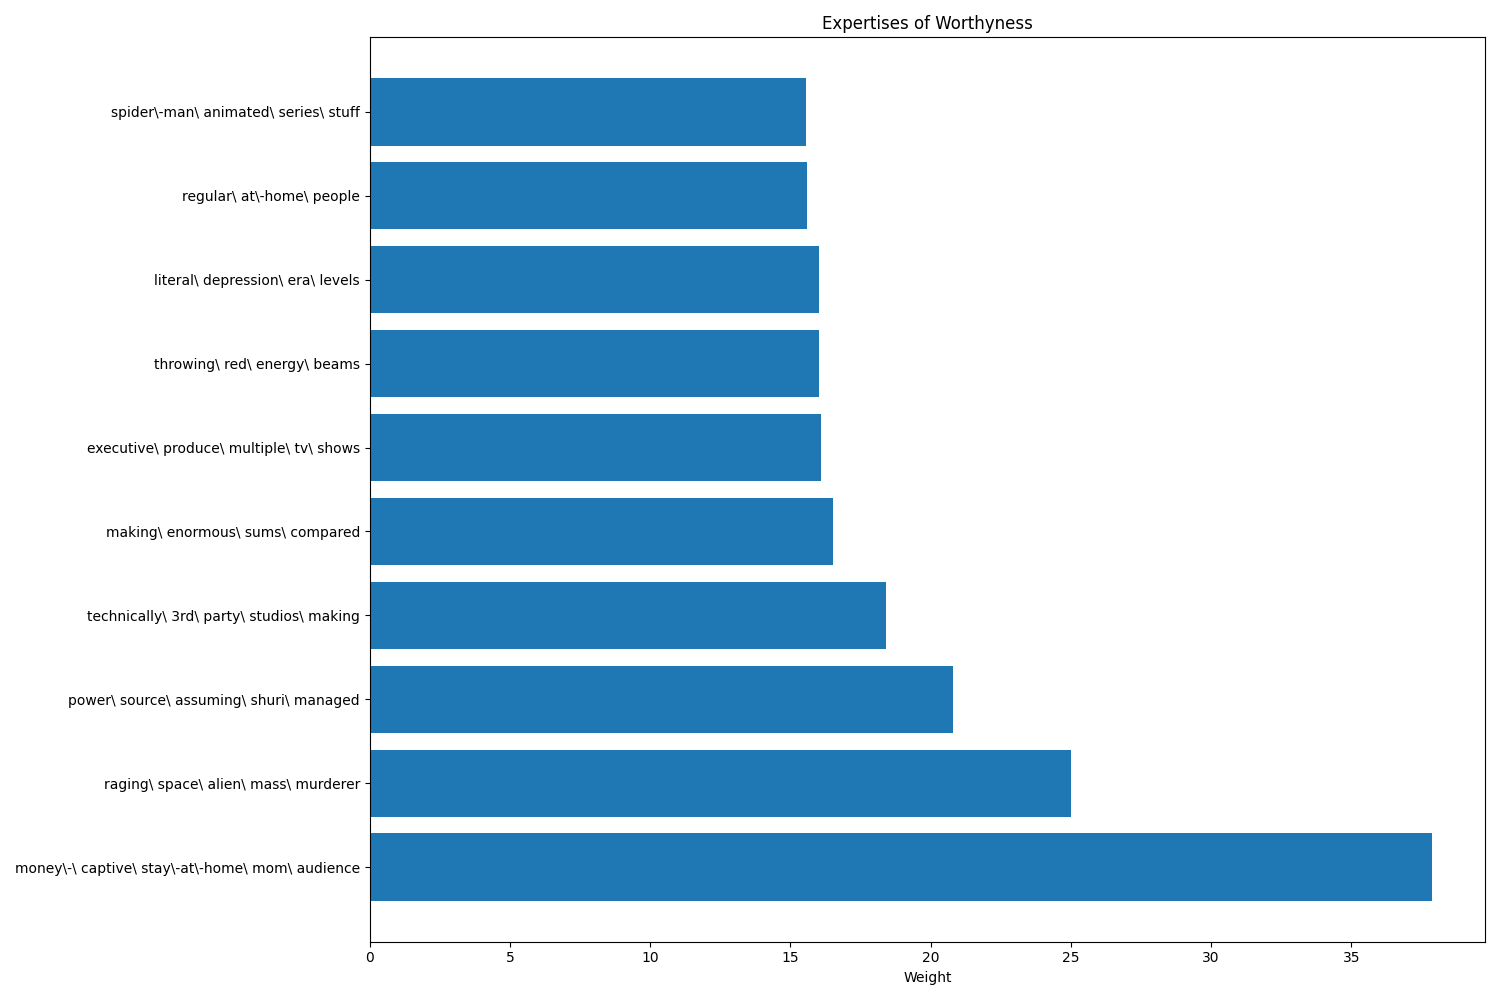 Expertises of Worthyness
spider\-man\ animated\ series\ stuff
regular\ at\-home\ people
literal\ depression\ era\ levels
throwing\ red\ energy\ beams
executive\ produce\ multiple\ tv\ shows
making\ enormous\ sums\ compared
technically\ 3rd\ party\ studios\ making
power\ source\ assuming\ shuri\ managed
raging\ space\ alien\ mass\ murderer
money\-\ captive\ stay\-at\-home\ mom\ audience
0 5 10 15 20 25 30 35
Weight